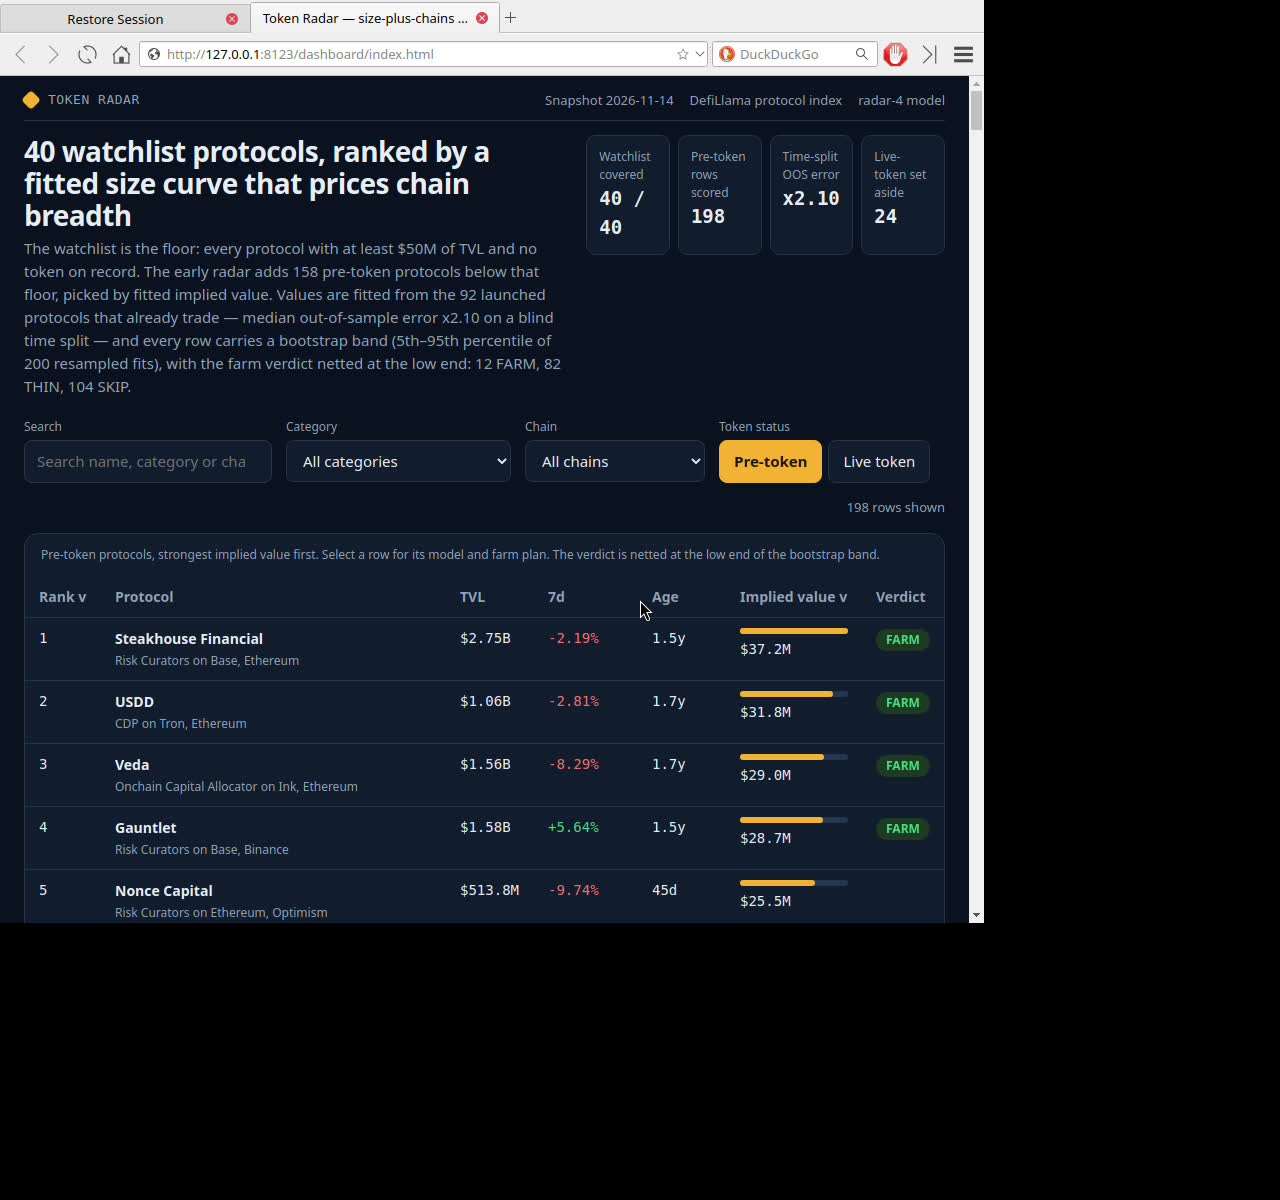 Restore Session
Token Radar — size-plus-chains ...
http://127.0.0.1:8123/dashboard/index.html
DuckDuckGo
TOKEN RADAR
Snapshot 2026-11-14 DefiLlama protocol index radar-4 model
40 watchlist protocols, ranked by a
fitted size curve that prices chain
breadth
The watchlist is the floor: every protocol with at least $50M of TVL and no
token on record. The early radar adds 158 pre-token protocols below that
floor, picked by fitted implied value. Values are fitted from the 92 launched
protocols that already trade — median out-of-sample error x2.10 on a blind
time split — and every row carries a bootstrap band (5th–95th percentile of
200 resampled fits), with the farm verdict netted at the low end: 12 FARM, 82
THIN, 104 SKIP.
Watchlist
covered
40 /
40
Pre-token
rows
scored
198
Time-split
OOS error
x2.10
Live-
token set
aside
24
Search
Category
Chain
Token status
Search name, category or cha
All categories
All chains
Pre-token
Live token
198 rows shown
Pre-token protocols, strongest implied value first. Select a row for its model and farm plan. The verdict is netted at the low end of the bootstrap band.
Rank v Protocol TVL 7d Age Implied value v Verdict
1 Steakhouse Financial $2.75B -2.19% 1.5y $37.2M FARM
Risk Curators on Base, Ethereum
2 USDD $1.06B -2.81% 1.7y $31.8M FARM
CDP on Tron, Ethereum
3 Veda $1.56B -8.29% 1.7y $29.0M FARM
Onchain Capital Allocator on Ink, Ethereum
4 Gauntlet $1.58B +5.64% 1.5y $28.7M FARM
Risk Curators on Base, Binance
5 Nonce Capital $513.8M -9.74% 45d $25.5M
Risk Curators on Ethereum, Optimism